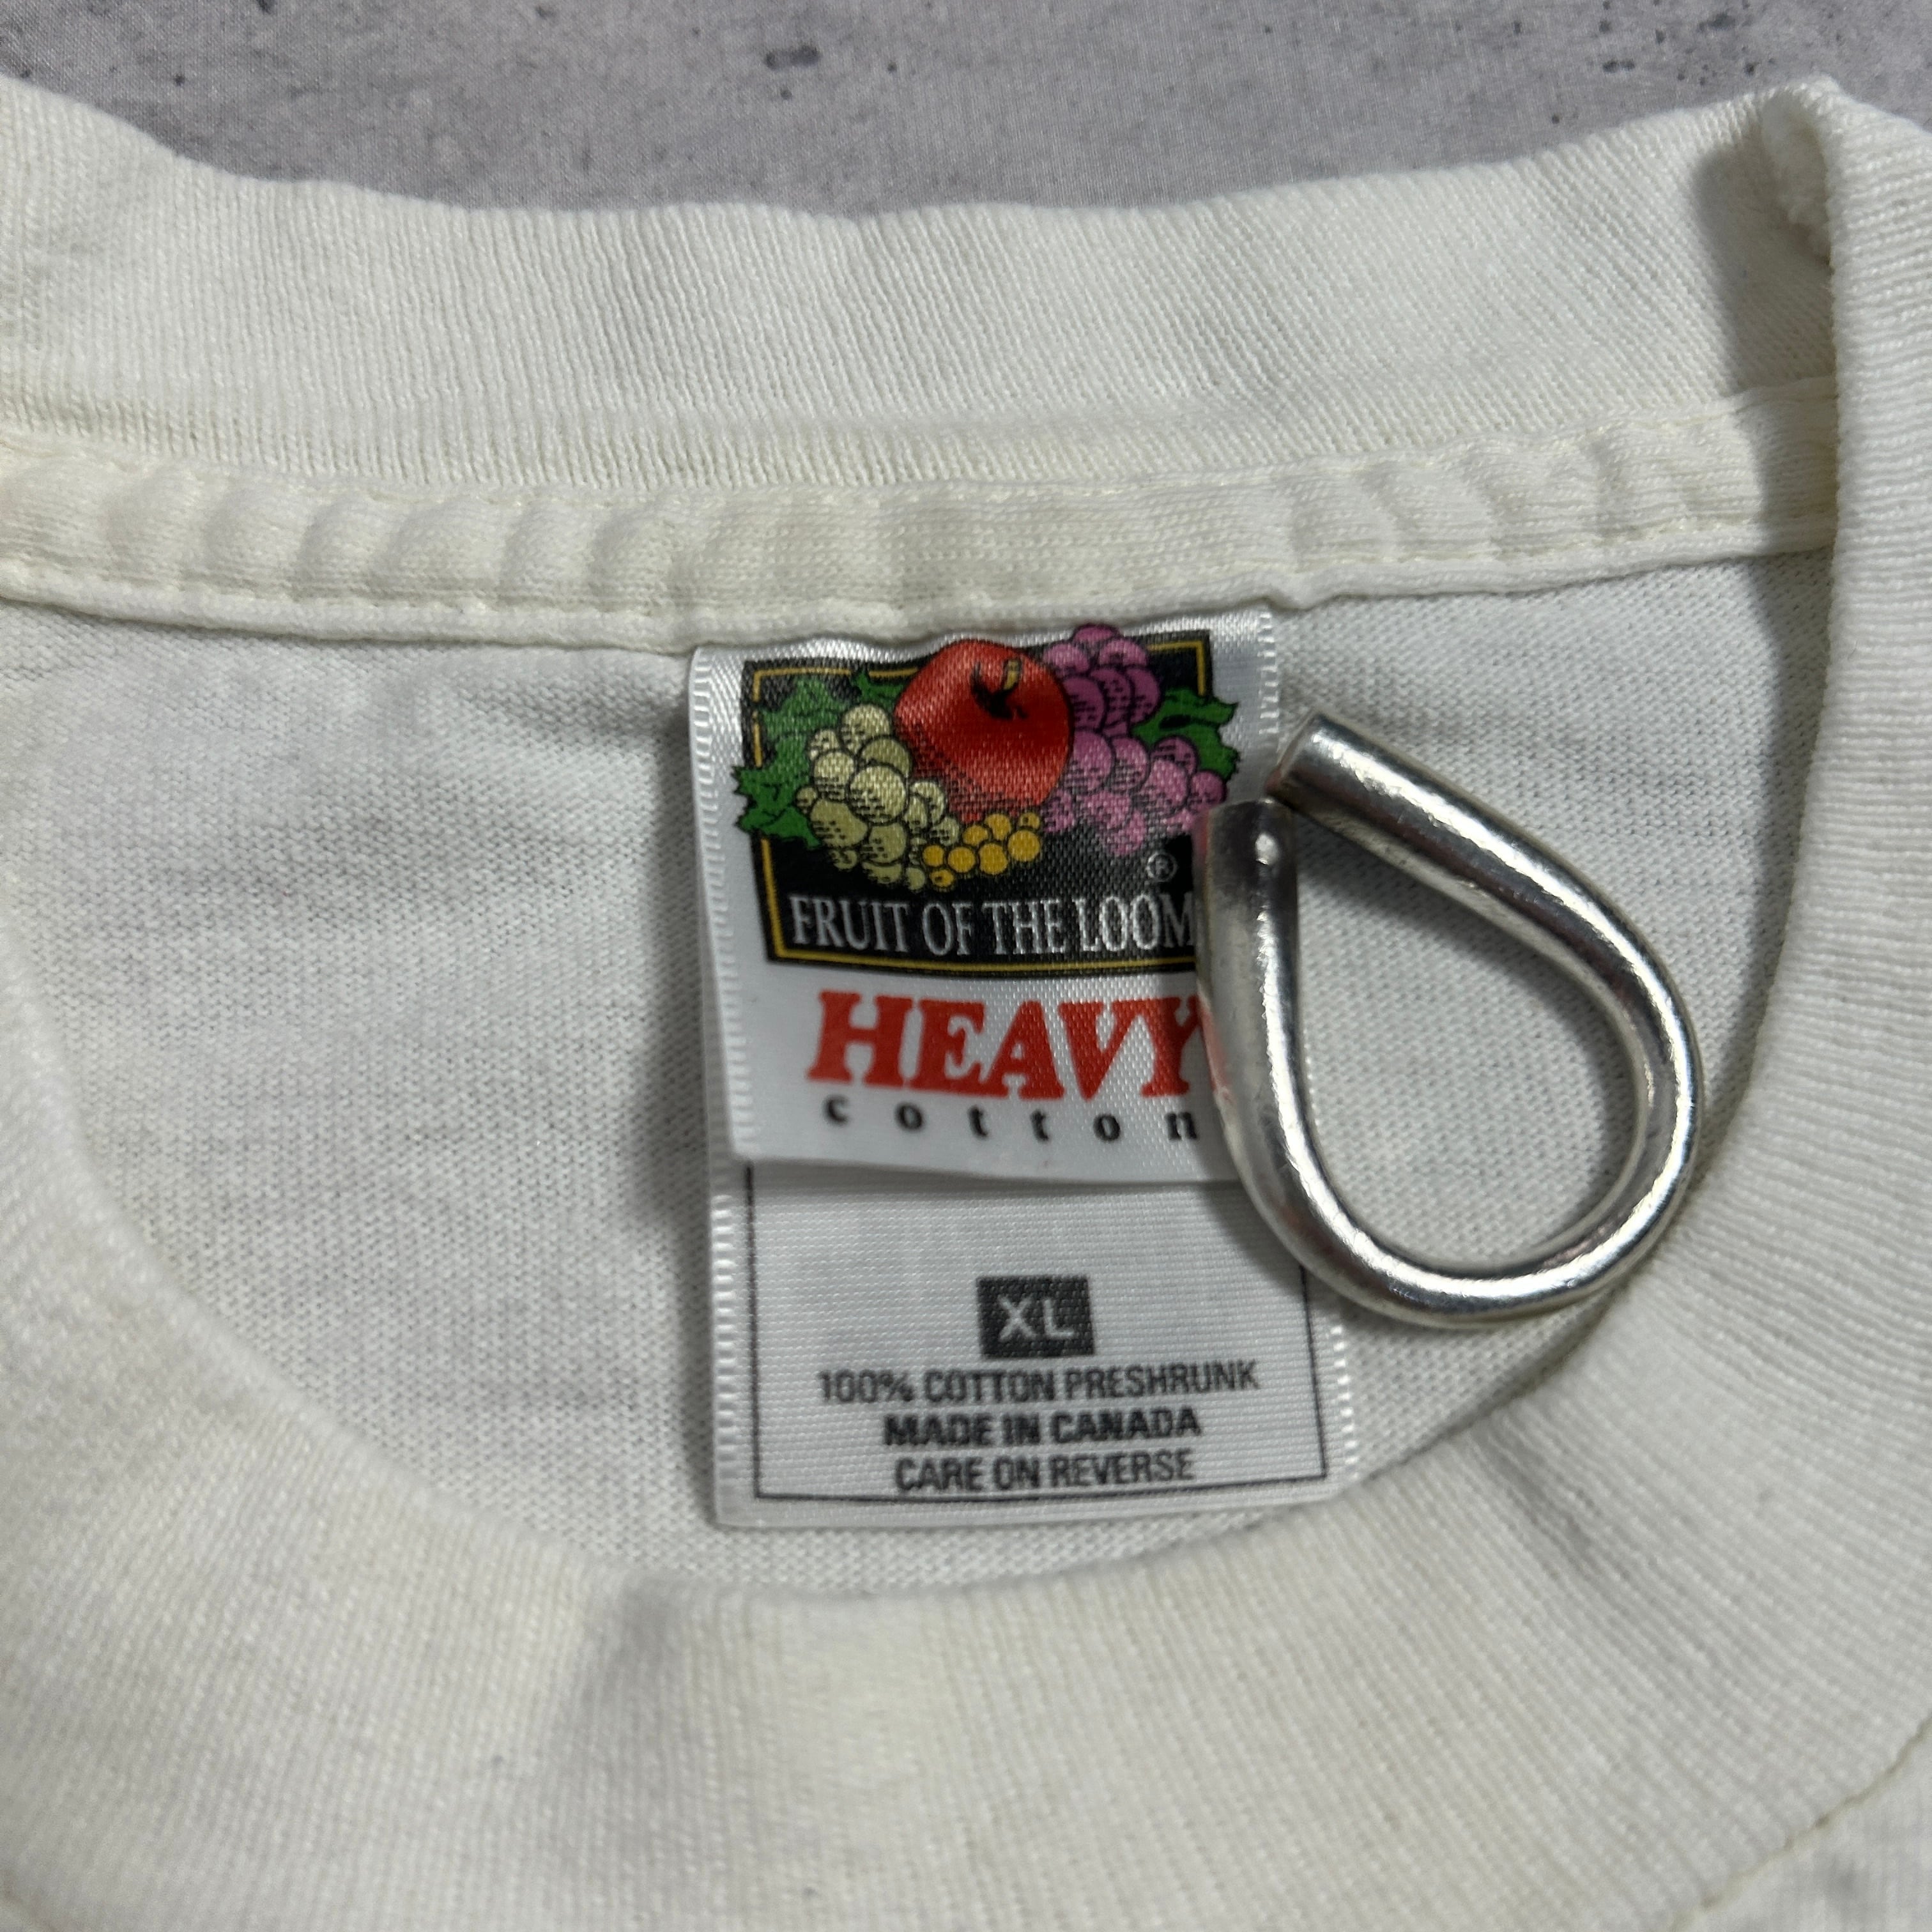 ®
FRUIT OF THE LOOM
HEAVY
cotton
XL
100% COTTON PRESHRUNK
MADE IN CANADA
CARE ON REVERSE